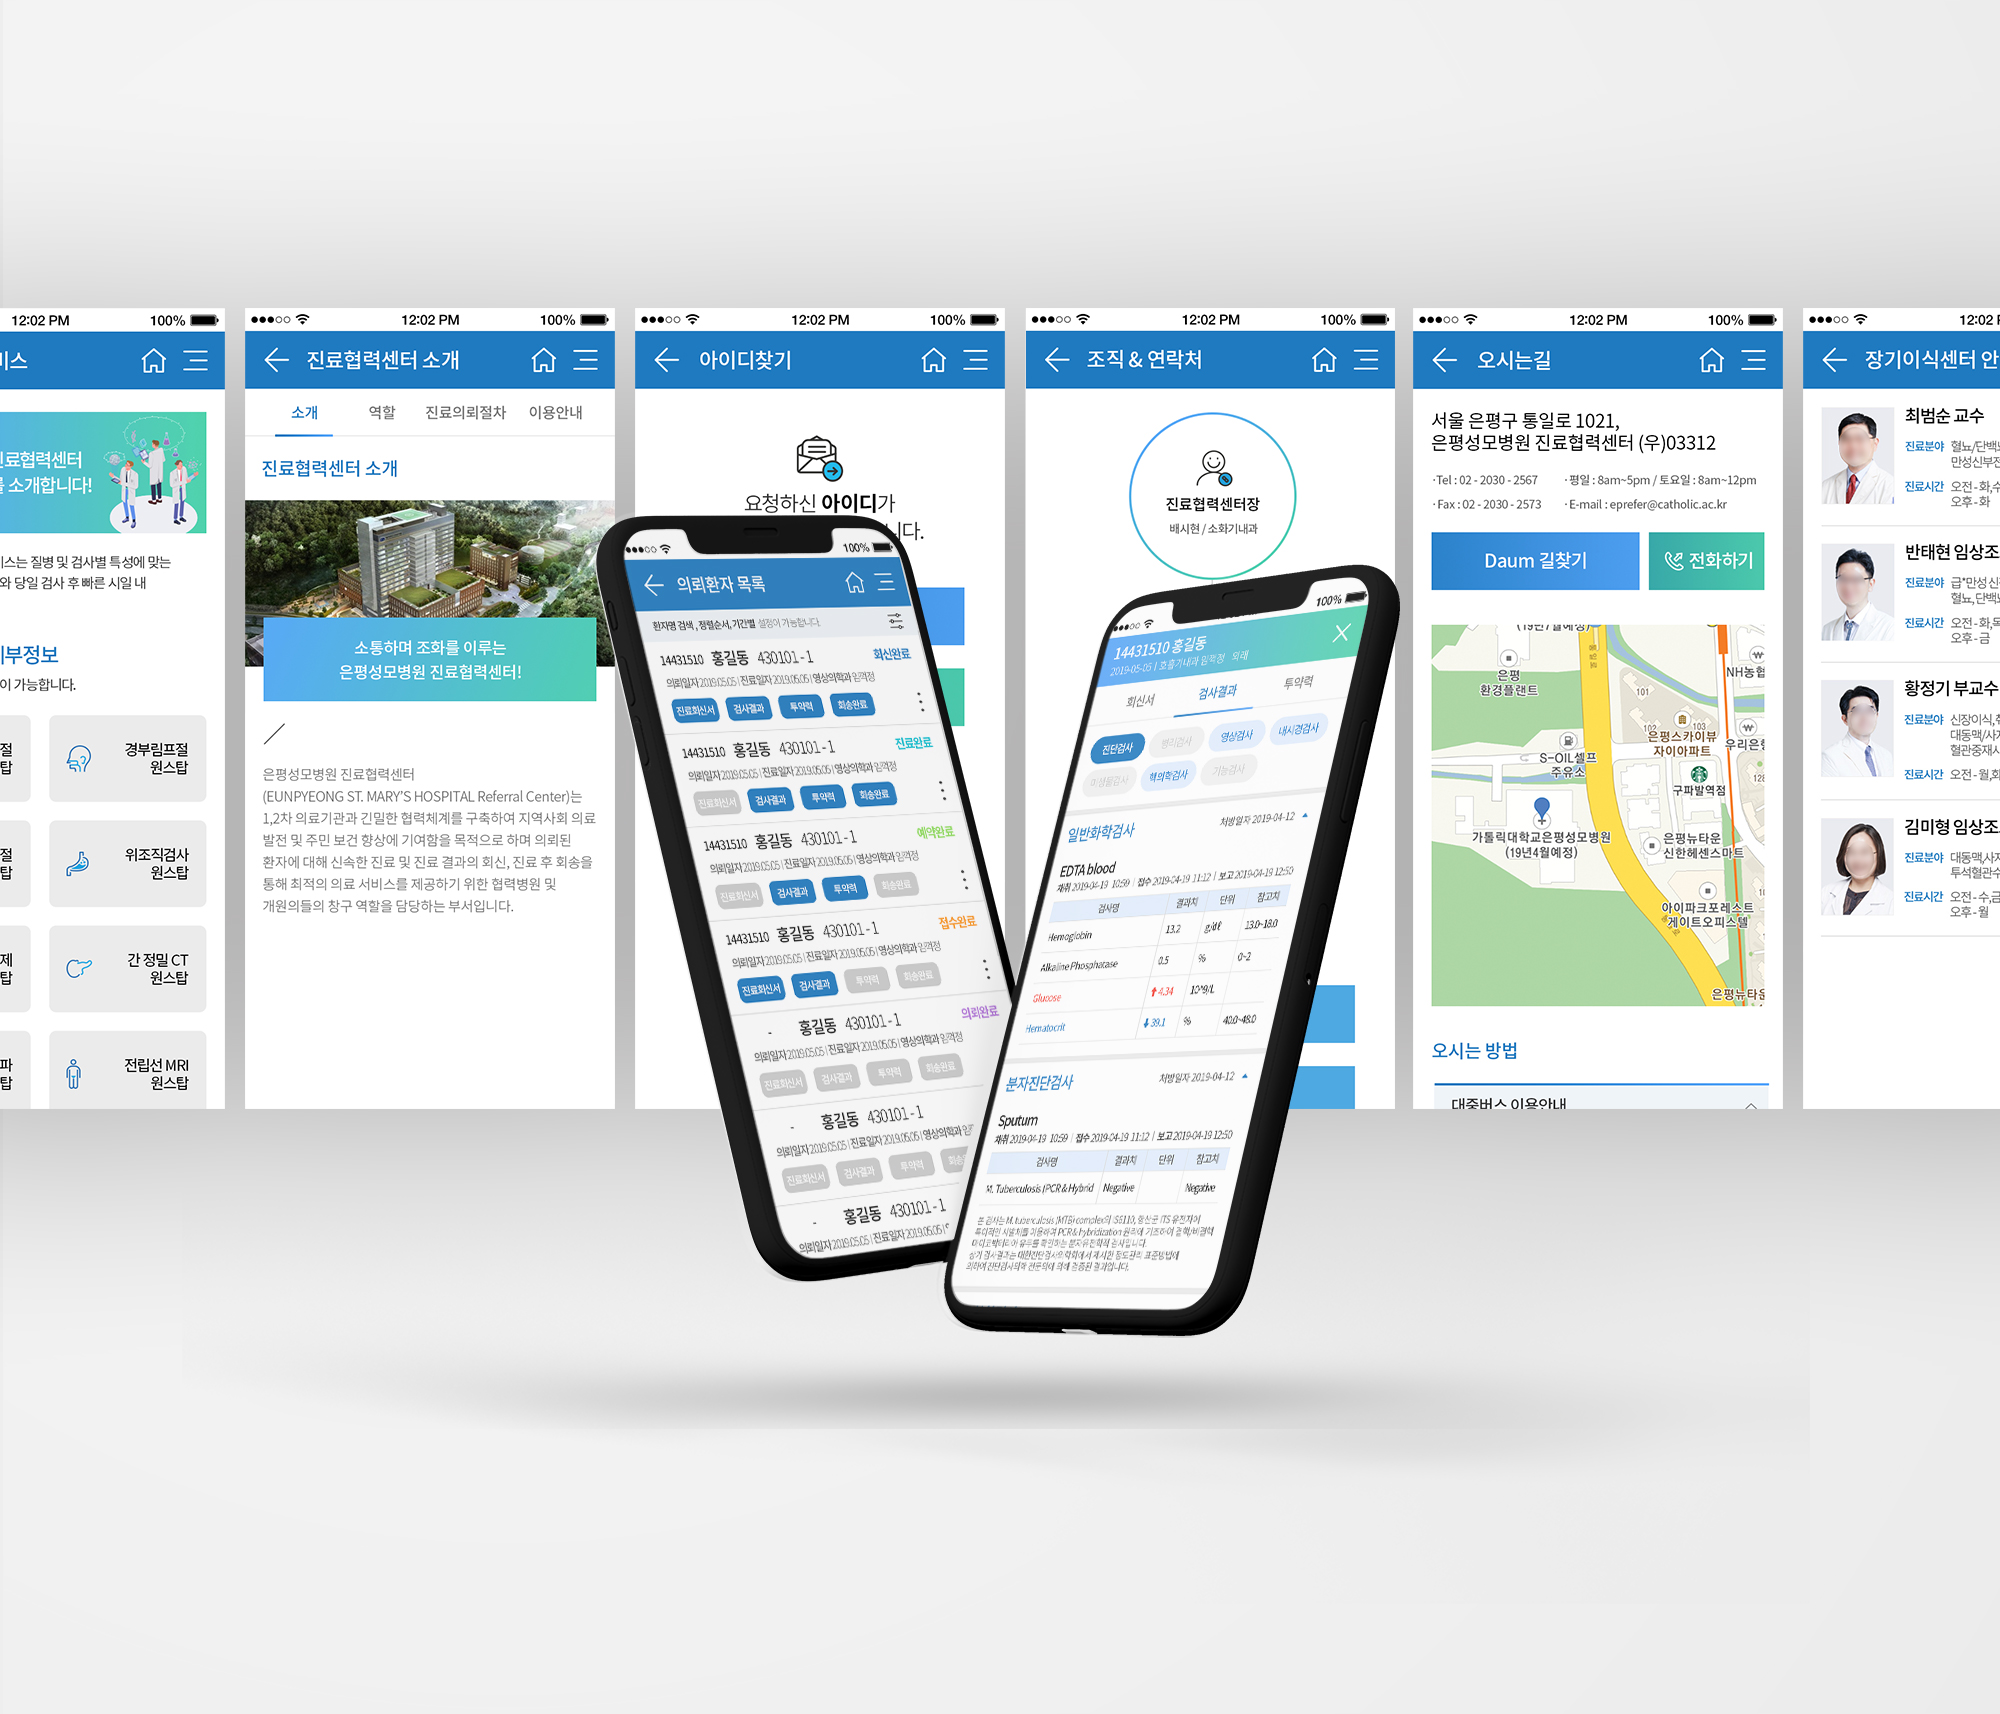 12:02 PM
100%
비스
진료협력센터
를 소개합니다!
비스는 질병 및 검사별 특성에 맞는
와 당일 검사 후 빠른 시일 내
세부정보
이 가능합니다.
절
탑
경부림프절
원스탑
절
탑
위조직검사
원스탑
제
탑
간 정밀 CT
원스탑
파
탑
전립선 MRI
원스탑
12:02 PM
100%
진료협력센터 소개
소개
역할
진료의뢰절차
이용안내
진료협력센터 소개
소통하며 조화를 이루는
은평성모병원 진료협력센터!
은평성모병원 진료협력센터
(EUNPYEONG ST. MARY'S HOSPITAL Referral Center)는
1,2차 의료기관과 긴밀한 협력체계를 구축하여 지역사회 의료
발전 및 주민 보건 향상에 기여함을 목적으로 하며 의뢰된
환자에 대해 신속한 진료 및 진료 결과의 회신, 진료 후 회송을
통해 최적의 의료 서비스를 제공하기 위한 협력병원 및
개원의들의 창구 역할을 담당하는 부서입니다.
12:02 PM
100%
아이디찾기
요청하신 아이디가
니다.
100%
의뢰환자 목록
환자명 검색, 정렬순서, 기간별 설정이 가능합니다.
14431510 홍길동 430101 - 1
회신완료
의뢰일자 2019.05.05 | 진료일자 2019.05.05 | 영상의학과 임꺽정
진료회신서 검사결과 투약력 회송완료
14431510 홍길동 430101 - 1
진료완료
의뢰일자 2019.05.05 | 진료일자 2019.05.05 | 영상의학과 임꺽정
진료회신서 검사결과 투약력 회송완료
14431510 홍길동 430101 - 1
예약완료
의뢰일자 2019.05.05 | 진료일자 2019.05.05 | 영상의학과 임꺽정
진료회신서 검사결과 투약력 회송완료
14431510 홍길동 430101 - 1
접수완료
의뢰일자 2019.05.05 | 진료일자 2019.05.05 | 영상의학과 임꺽정
진료회신서 검사결과 투약력 회송완료
- 홍길동 430101 - 1
의뢰완료
의뢰일자 2019.05.05 | 진료일자 2019.05.05 | 영상의학과 임꺽정
진료회신서 검사결과 투약력 회송완료
- 홍길동 430101 - 1
의뢰일자 2019.05.05 | 진료일자 2019.05.05 | 영상의학과
진료회신서 검사결과 투약력 회송
- 홍길동 430101 - 1
의뢰일자 2019.05.05 | 진료일자 2019.05.05 |
12:02 PM
100%
조직 & 연락처
진료협력센터장
배시현 / 소화기내과
100%
14431510 홍길동
2019-05-05 | 호흡기내과 임꺽정 외래
회신서
검사결과
투약력
진단검사 병리검사 영상검사 내시경검사
미생물검사 핵의학검사 기능검사
일반화학검사
처방일자 2019-04-12
EDTA blood
채취 2019-04-19 10:59 | 접수 2019-04-19 11:12 | 보고 2019-04-19 12:50
검사명 결과치 단위 참고치
Hemoglobin 13.2 g/dℓ 13.0~18.0
Alkaline Phosphatase 0.5 % 0~2
Glucose 4.34 10^9/L
Hematocrit 39.1 % 40.0~48.0
분자진단검사
처방일자 2019-04-12
Sputum
채취 2019-04-19 10:59 | 접수 2019-04-19 11:12 | 보고 2019-04-19 12:50
검사명 결과치 단위 참고치
M. Tuberculosis (PCR & Hybrid Negative Negative
12:02 PM
100%
오시는길
서울 은평구 통일로 1021,
은평성모병원 진료협력센터 (우)03312
·Tel : 02 - 2030 - 2567
·평일 : 8am~5pm / 토요일 : 8am~12pm
·Fax : 02 - 2030 - 2573
·E-mail : eprefer@catholic.ac.kr
Daum 길찾기
전화하기
(19년7월예정)
은평
환경플랜트
NH농협
101
102
103
은평스카이뷰
자이아파트
우리은행
S-OIL셀프
주유소
구파발역점
128
가톨릭대학교은평성모병원
(19년4월예정)
은평뉴타운
신한헤센스마트
아이파크포레스트
게이트오피스텔
은평뉴타운
오시는 방법
대중버스 이용안내
12:02 P
장기이식센터 안
최범순 교수
진료분야 혈뇨/단백뇨
만성신부전
진료시간 오전 - 화,수
오후 - 화
반태현 임상조
진료분야 급*만성신
혈뇨,단백뇨
진료시간 오전 - 화,목
오후 - 금
황정기 부교수
진료분야 신장이식,
대동맥/사지
혈관중재시
진료시간 오전 - 월,화
김미형 임상조
진료분야 대동맥,사지
투석혈관수
진료시간 오전 - 수,금
오후 - 월